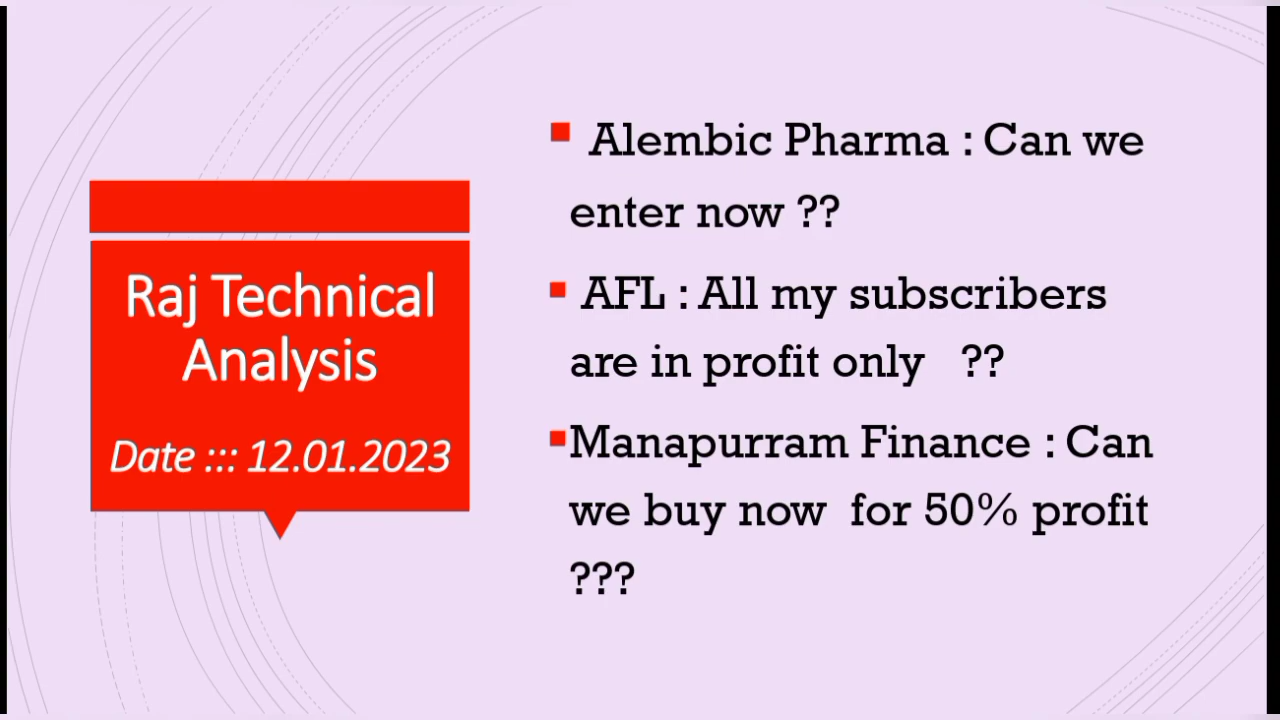 Raj Technical
Analysis
Date ::: 12.01.2023
Alembic Pharma : Can we
enter now ??
AFL : All my subscribers
are in profit only ??
Manapurram Finance : Can
we buy now for 50% profit
???